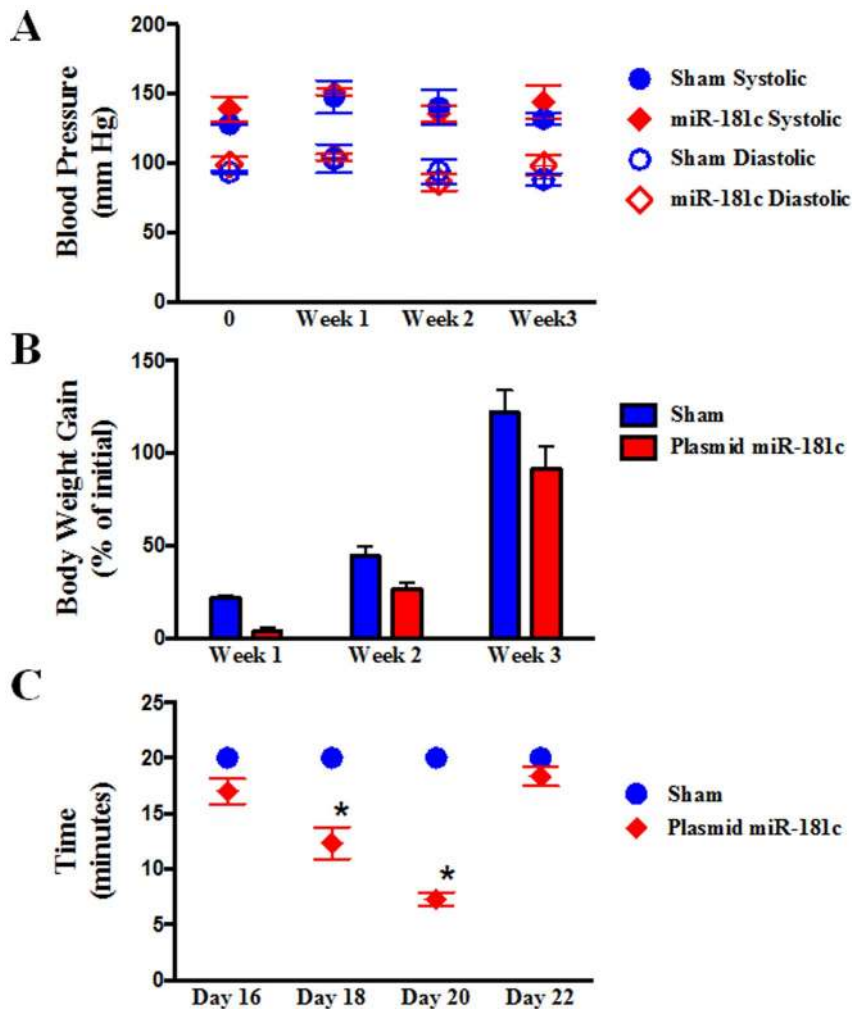 A
Blood Pressure
(mm Hg)
200
150
100
50
0
0 Week 1 Week 2 Week3
Sham Systolic
miR-181c Systolic
Sham Diastolic
miR-181c Diastolic
B
Body Weight Gain
(% of initial)
150
100
50
0
Week 1 Week 2 Week 3
Sham
Plasmid miR-181c
C
Time
(minutes)
25
20
15
10
5
0
*
*
Day 16 Day 18 Day 20 Day 22
Sham
Plasmid miR-181c